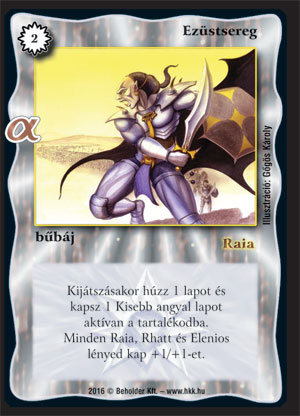 2
Ezüstsereg
α
Illusztráció: Gógös Károly
bűbáj
Raia
Kijátszásakor húzz 1 lapot és
kapsz 1 Kisebb angyal lapot
aktívan a tartalékodba.
Minden Raia, Rhatt és Elenios
lényed kap +1/+1-et.
2016 © Beholder Kft. – www.hkk.hu